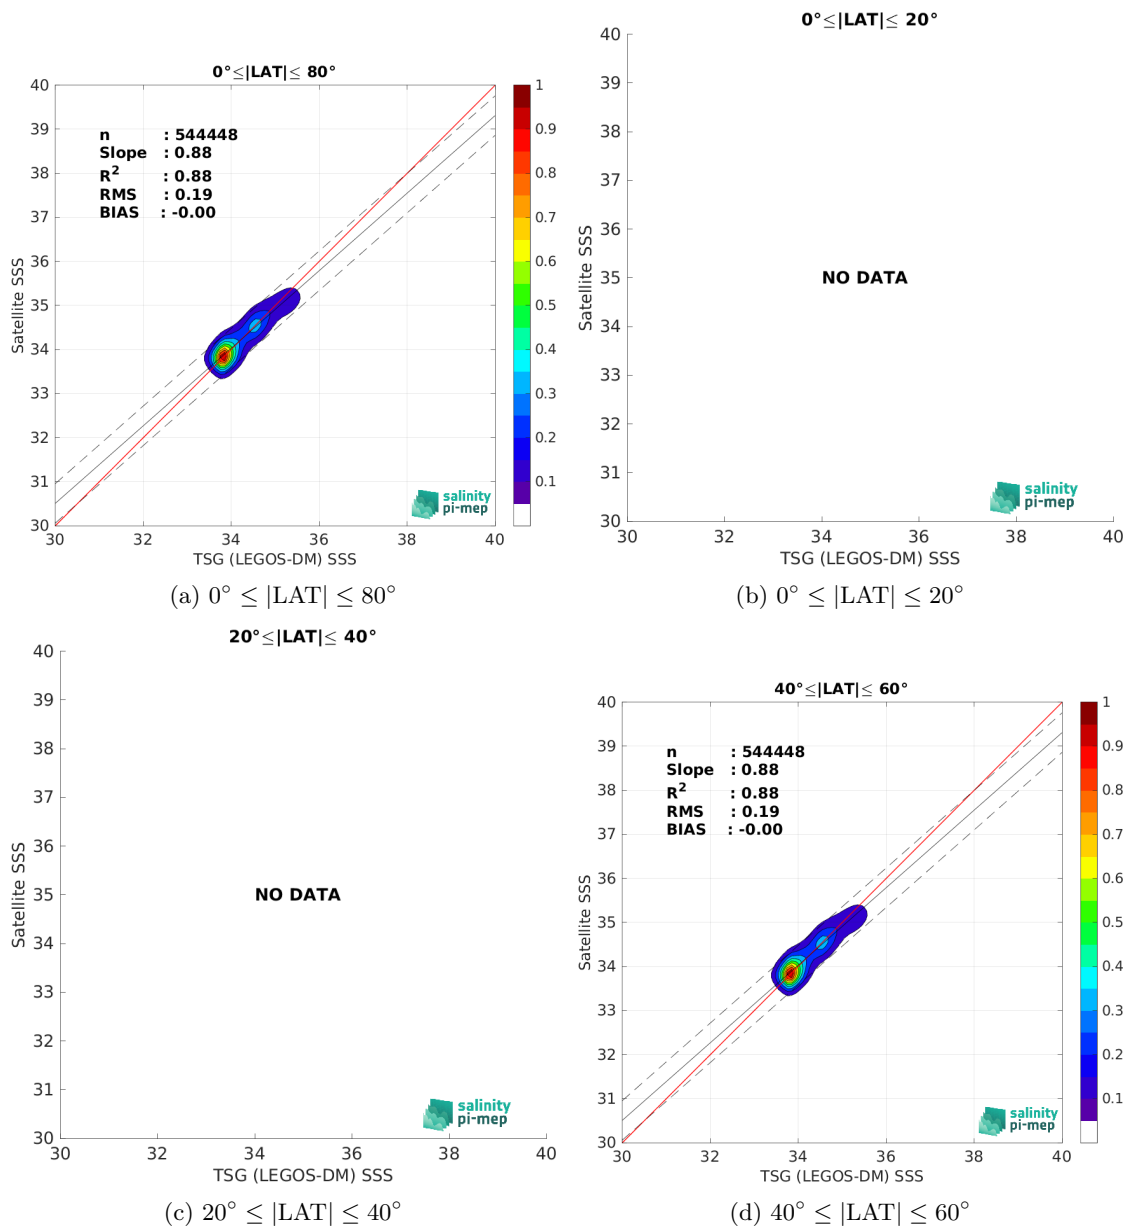 0°≤|LAT|≤ 80°
n : 544448
Slope : 0.88
R² : 0.88
RMS : 0.19
BIAS : -0.00
Satellite SSS
40
39
38
37
36
35
34
33
32
31
30
30 32 34 36 38 40
TSG (LEGOS-DM) SSS
1
0.9
0.8
0.7
0.6
0.5
0.4
0.3
0.2
0.1
salinity
pi-mep
(a) 0° ≤ |LAT| ≤ 80°
0°≤|LAT|≤ 20°
Satellite SSS
40
39
38
37
36
35
34
33
32
31
30
NO DATA
30 32 34 36 38 40
TSG (LEGOS-DM) SSS
salinity
pi-mep
(b) 0° ≤ |LAT| ≤ 20°
20°≤|LAT|≤ 40°
Satellite SSS
40
39
38
37
36
35
34
33
32
31
30
NO DATA
30 32 34 36 38 40
TSG (LEGOS-DM) SSS
salinity
pi-mep
(c) 20° ≤ |LAT| ≤ 40°
40°≤|LAT|≤ 60°
n : 544448
Slope : 0.88
R² : 0.88
RMS : 0.19
BIAS : -0.00
Satellite SSS
40
39
38
37
36
35
34
33
32
31
30
30 32 34 36 38 40
TSG (LEGOS-DM) SSS
1
0.9
0.8
0.7
0.6
0.5
0.4
0.3
0.2
0.1
salinity
pi-mep
(d) 40° ≤ |LAT| ≤ 60°